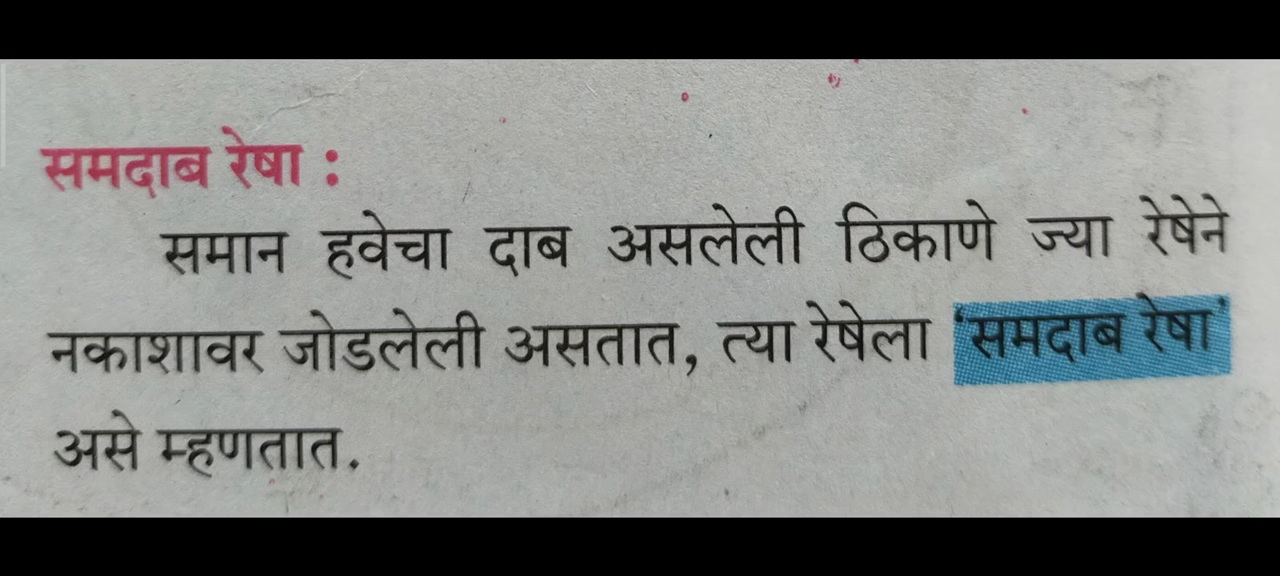 समदाब रेषा :
समान हवेचा दाब असलेली ठिकाणे ज्या रेषेने
नकाशावर जोडलेली असतात, त्या रेषेला 'समदाब रेषा'
असे म्हणतात.